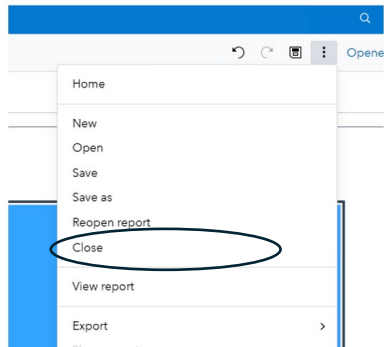 Opene
Home
New
Open
Save
Save as
Reopen report
Close
View report
Export